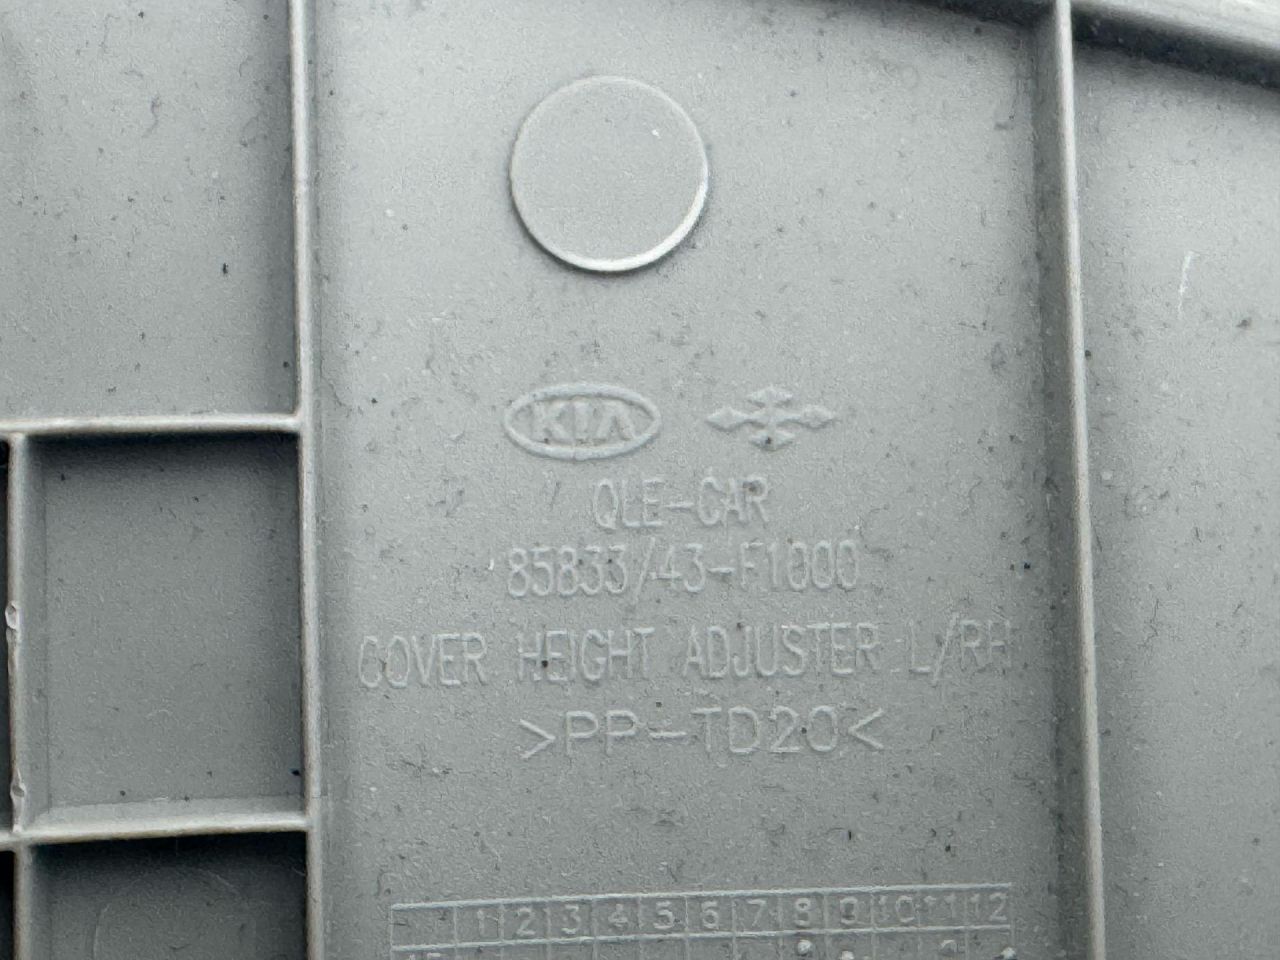 KIA
QLE-CAR
85833/43-F1000
COVER HEIGHT ADJUSTER L/RH
>PP-TD20<
1 2 3 4 5 6 7 8 9 10 11 12